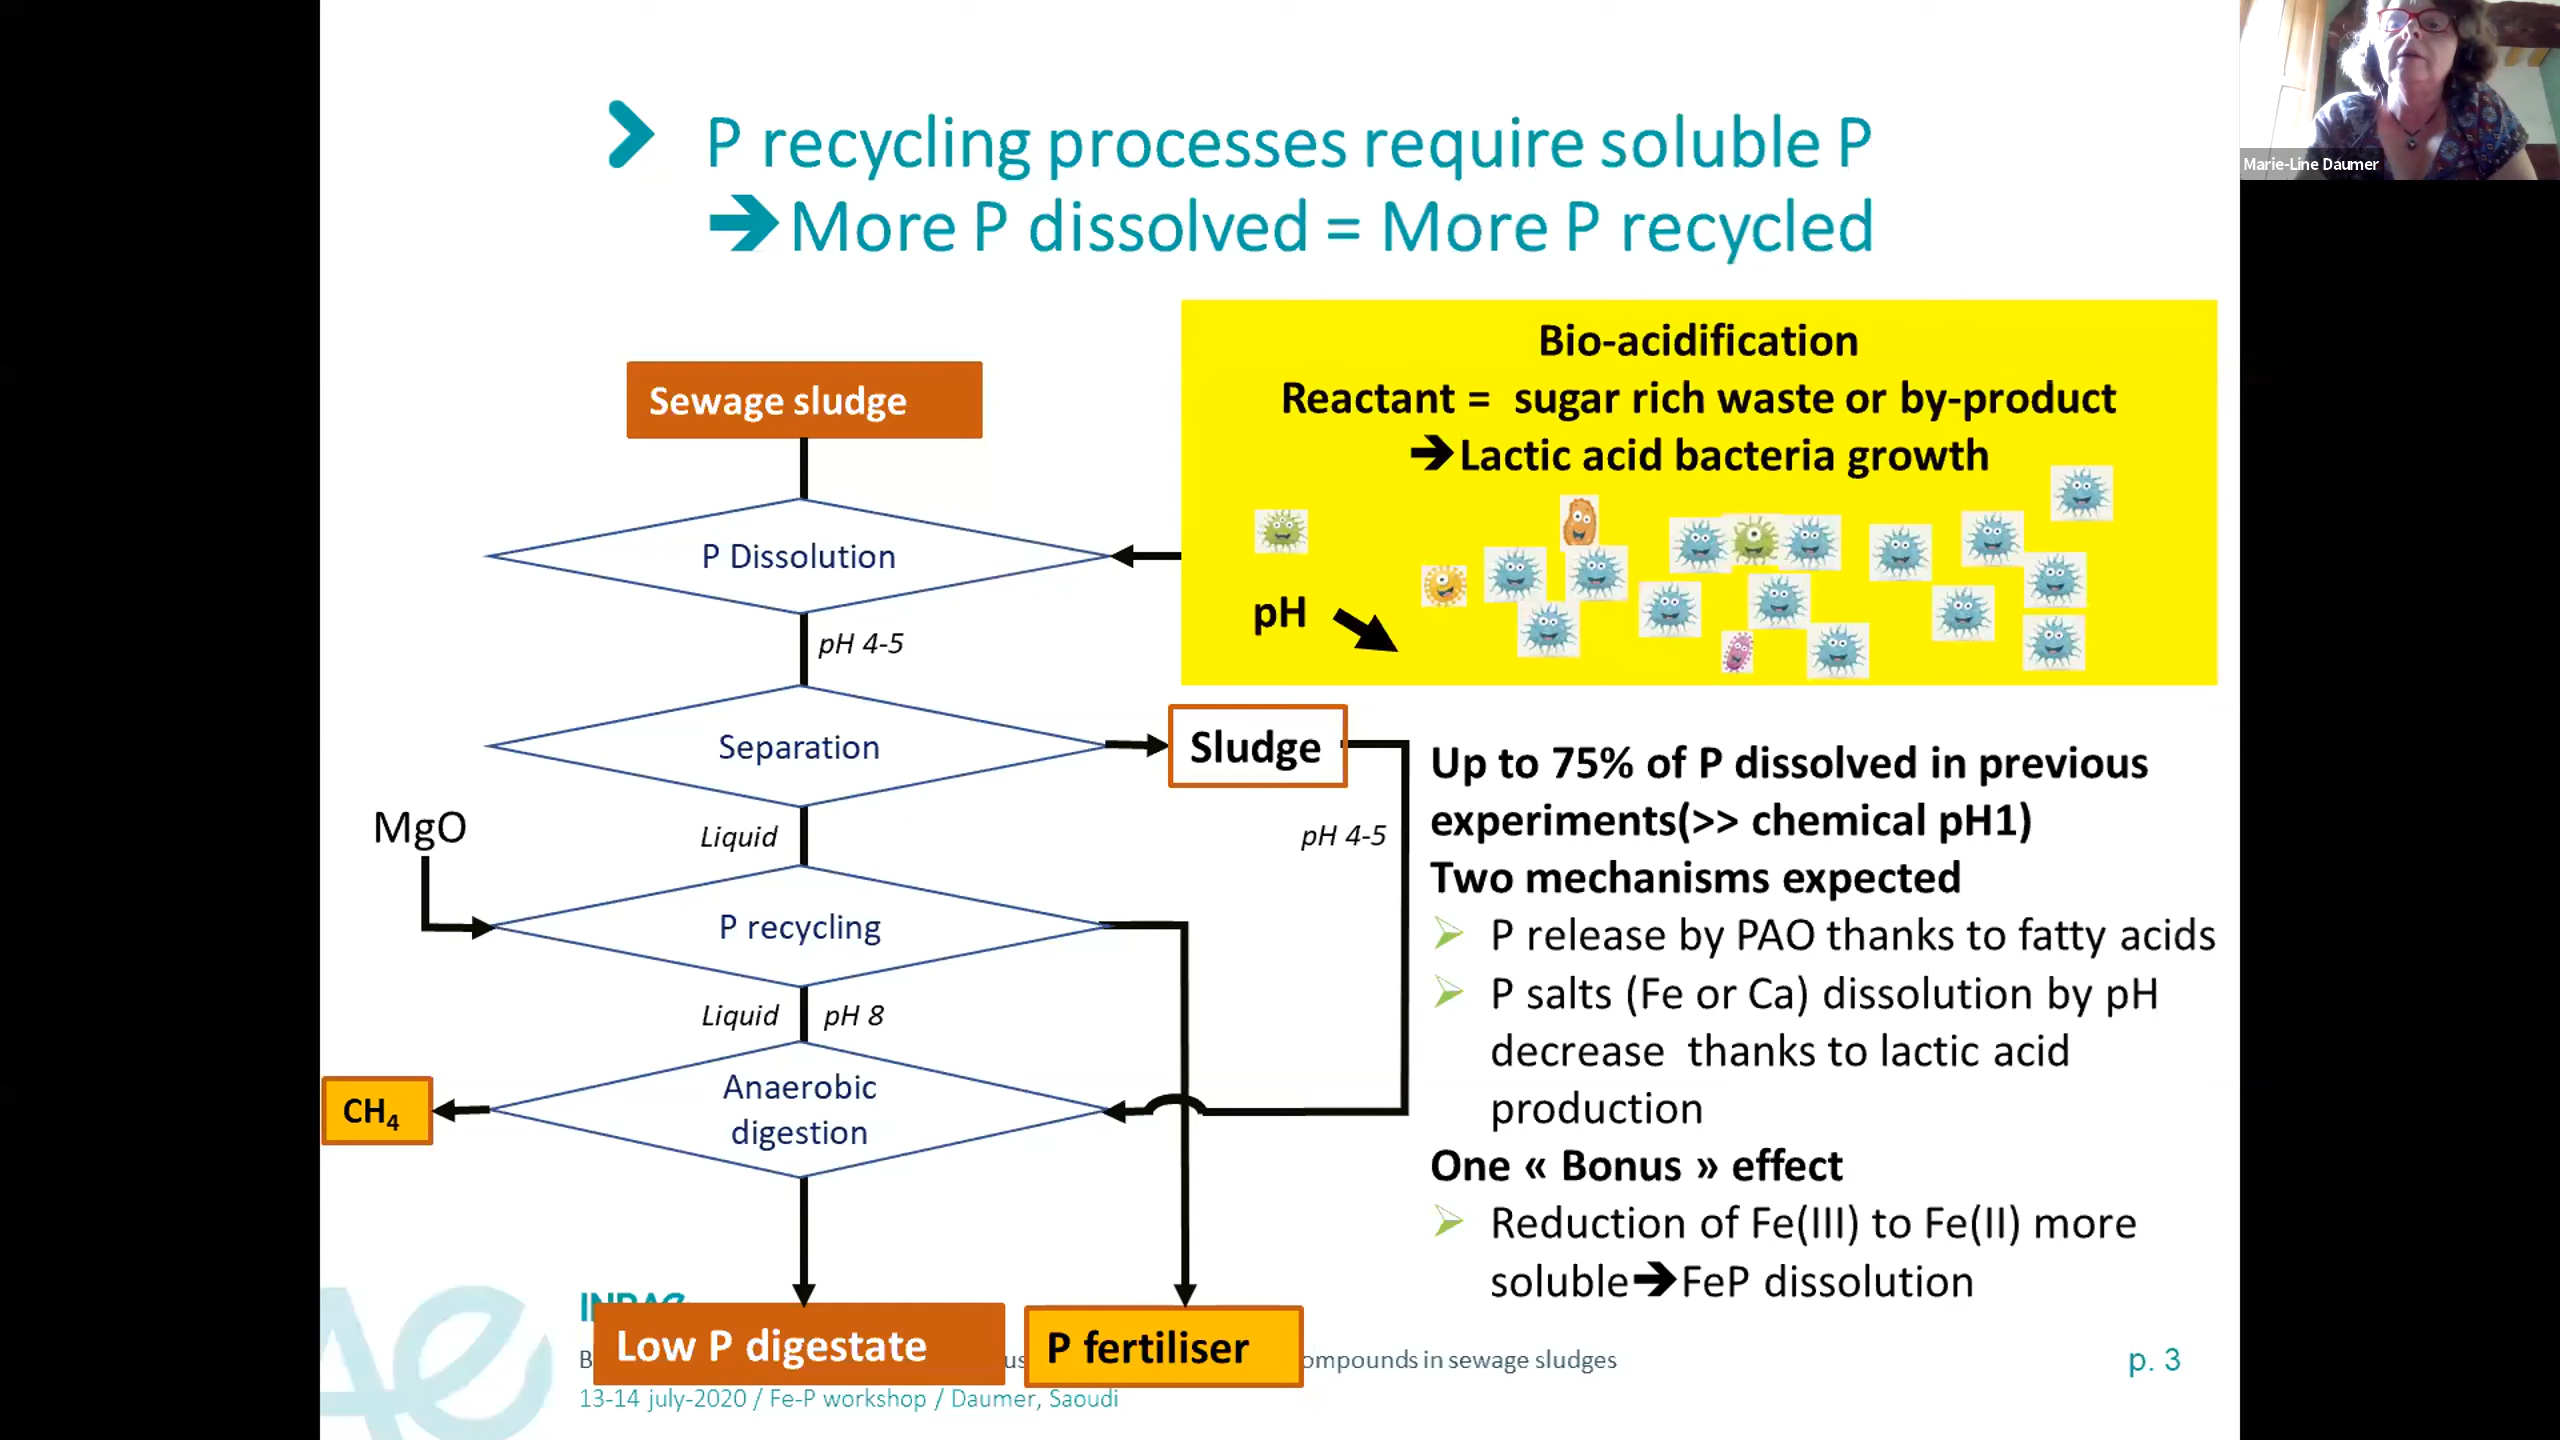 P recycling processes require soluble P
➔More P dissolved = More P recycled
Marie-Line Daumer
Bio-acidification
Reactant = sugar rich waste or by-product
➔Lactic acid bacteria growth
pH
Sewage sludge
P Dissolution
pH 4-5
Separation
Sludge
MgO
Liquid
pH 4-5
P recycling
Liquid pH 8
CH₄
Anaerobic
digestion
Low P digestate
P fertiliser
Up to 75% of P dissolved in previous
experiments(>> chemical pH1)
Two mechanisms expected
P release by PAO thanks to fatty acids
P salts (Fe or Ca) dissolution by pH
decrease thanks to lactic acid
production
One « Bonus » effect
Reduction of Fe(III) to Fe(II) more
soluble➔FeP dissolution
in sewage sludges
13-14 july-2020 / Fe-P workshop / Daumer, Saoudi
p. 3